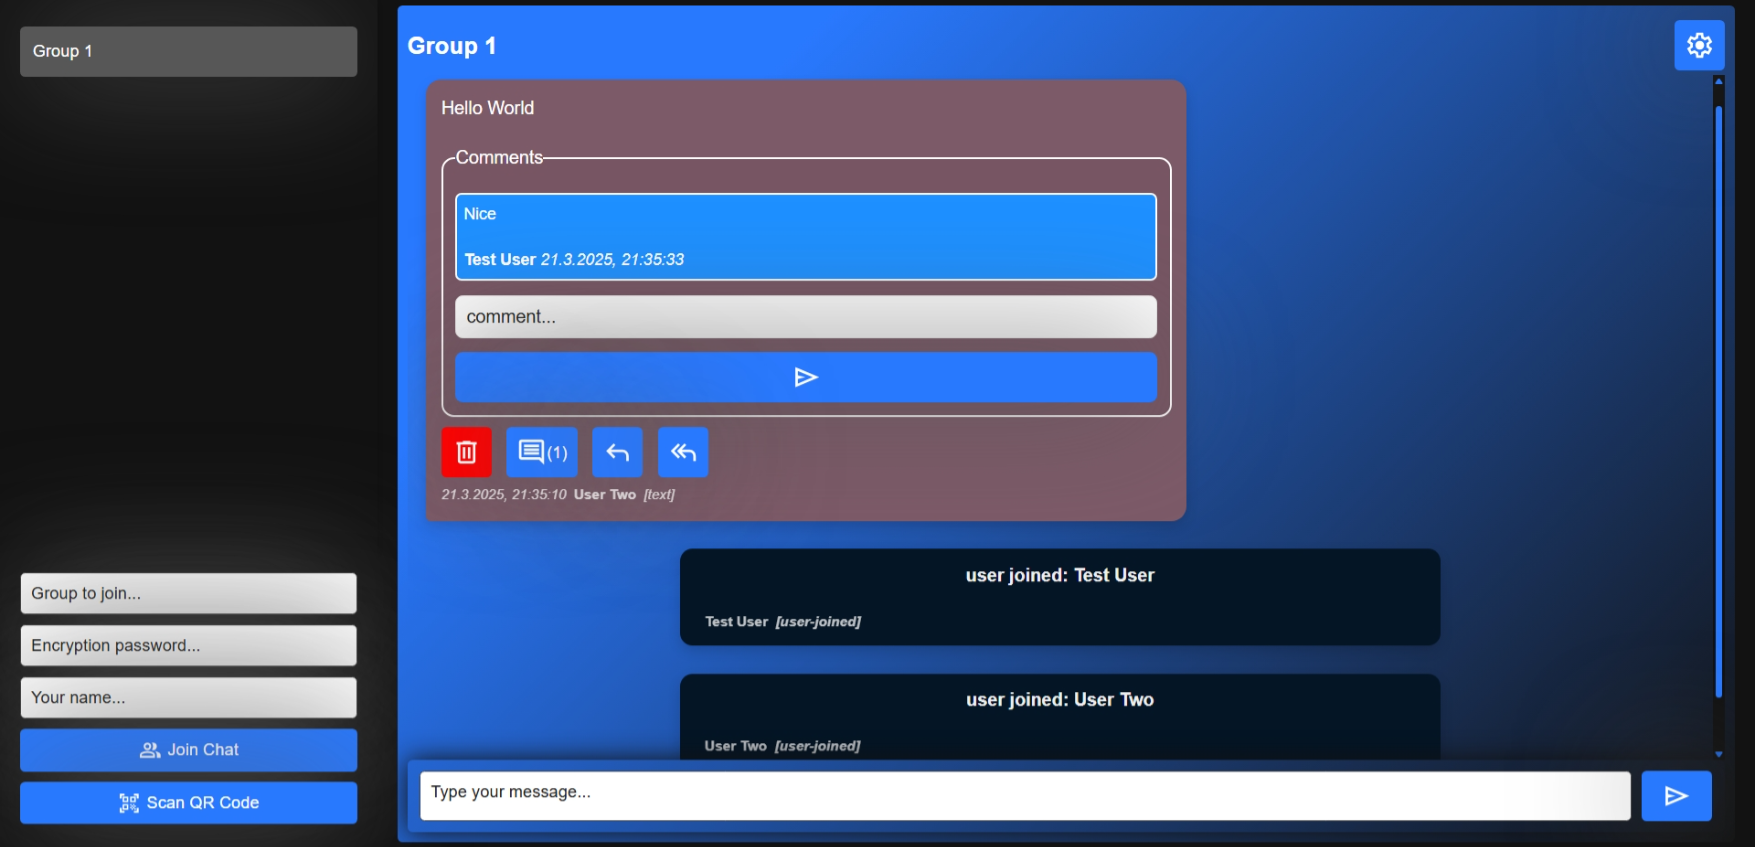 Group 1
Group to join...
Encryption password...
Your name...
Join Chat
Scan QR Code
Group 1
Hello World
Comments
Nice
Test User 21.3.2025, 21:35:33
comment...
(1)
21.3.2025, 21:35:10 User Two [text]
user joined: Test User
Test User [user-joined]
user joined: User Two
User Two [user-joined]
Type your message...